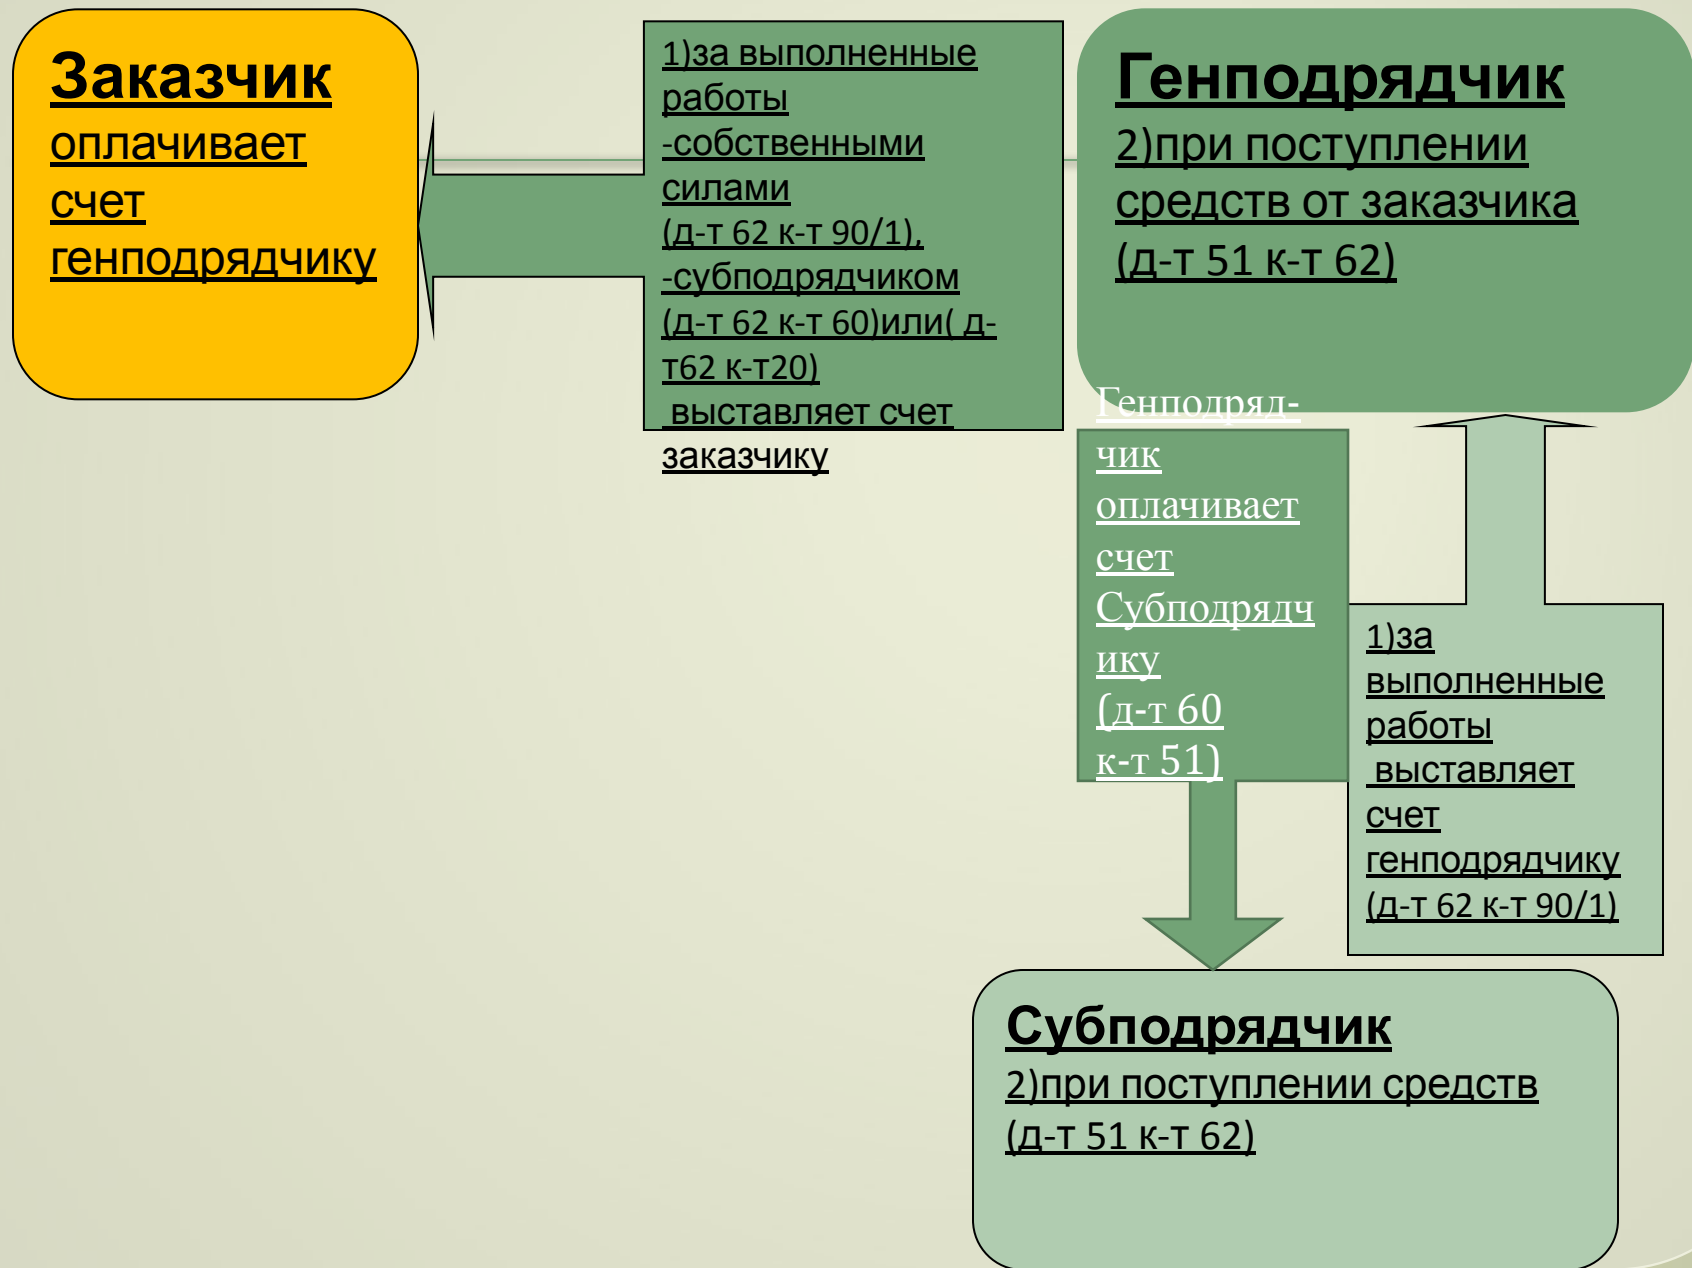 Заказчик
оплачивает
счет
генподрядчику
1)за выполненные
работы
-собственными
силами
(д-т 62 к-т 90/1),
-субподрядчиком
(д-т 62 к-т 60)или( д-
т62 к-т20)
выставляет счет
заказчику
Генподрядчик
2)при поступлении
средств от заказчика
(д-т 51 к-т 62)
Генподряд-
чик
оплачивает
счет
Субподрядч
ику
(д-т 60
к-т 51)
1)за
выполненные
работы
выставляет
счет
генподрядчику
(д-т 62 к-т 90/1)
Субподрядчик
2)при поступлении средств
(д-т 51 к-т 62)